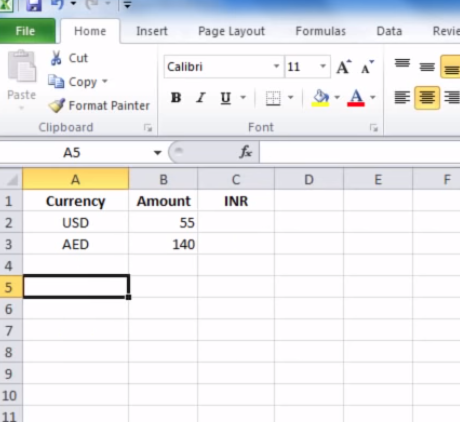 File Home Insert Page Layout Formulas Data
Cut
Copy
Format Painter
Paste
Calibri 11 A A
B I U A
Clipboard Font
A5 fx
A B C D E F
1 Currency Amount INR
2 USD 55
3 AED 140
4
5
6
7
8
9
10
11